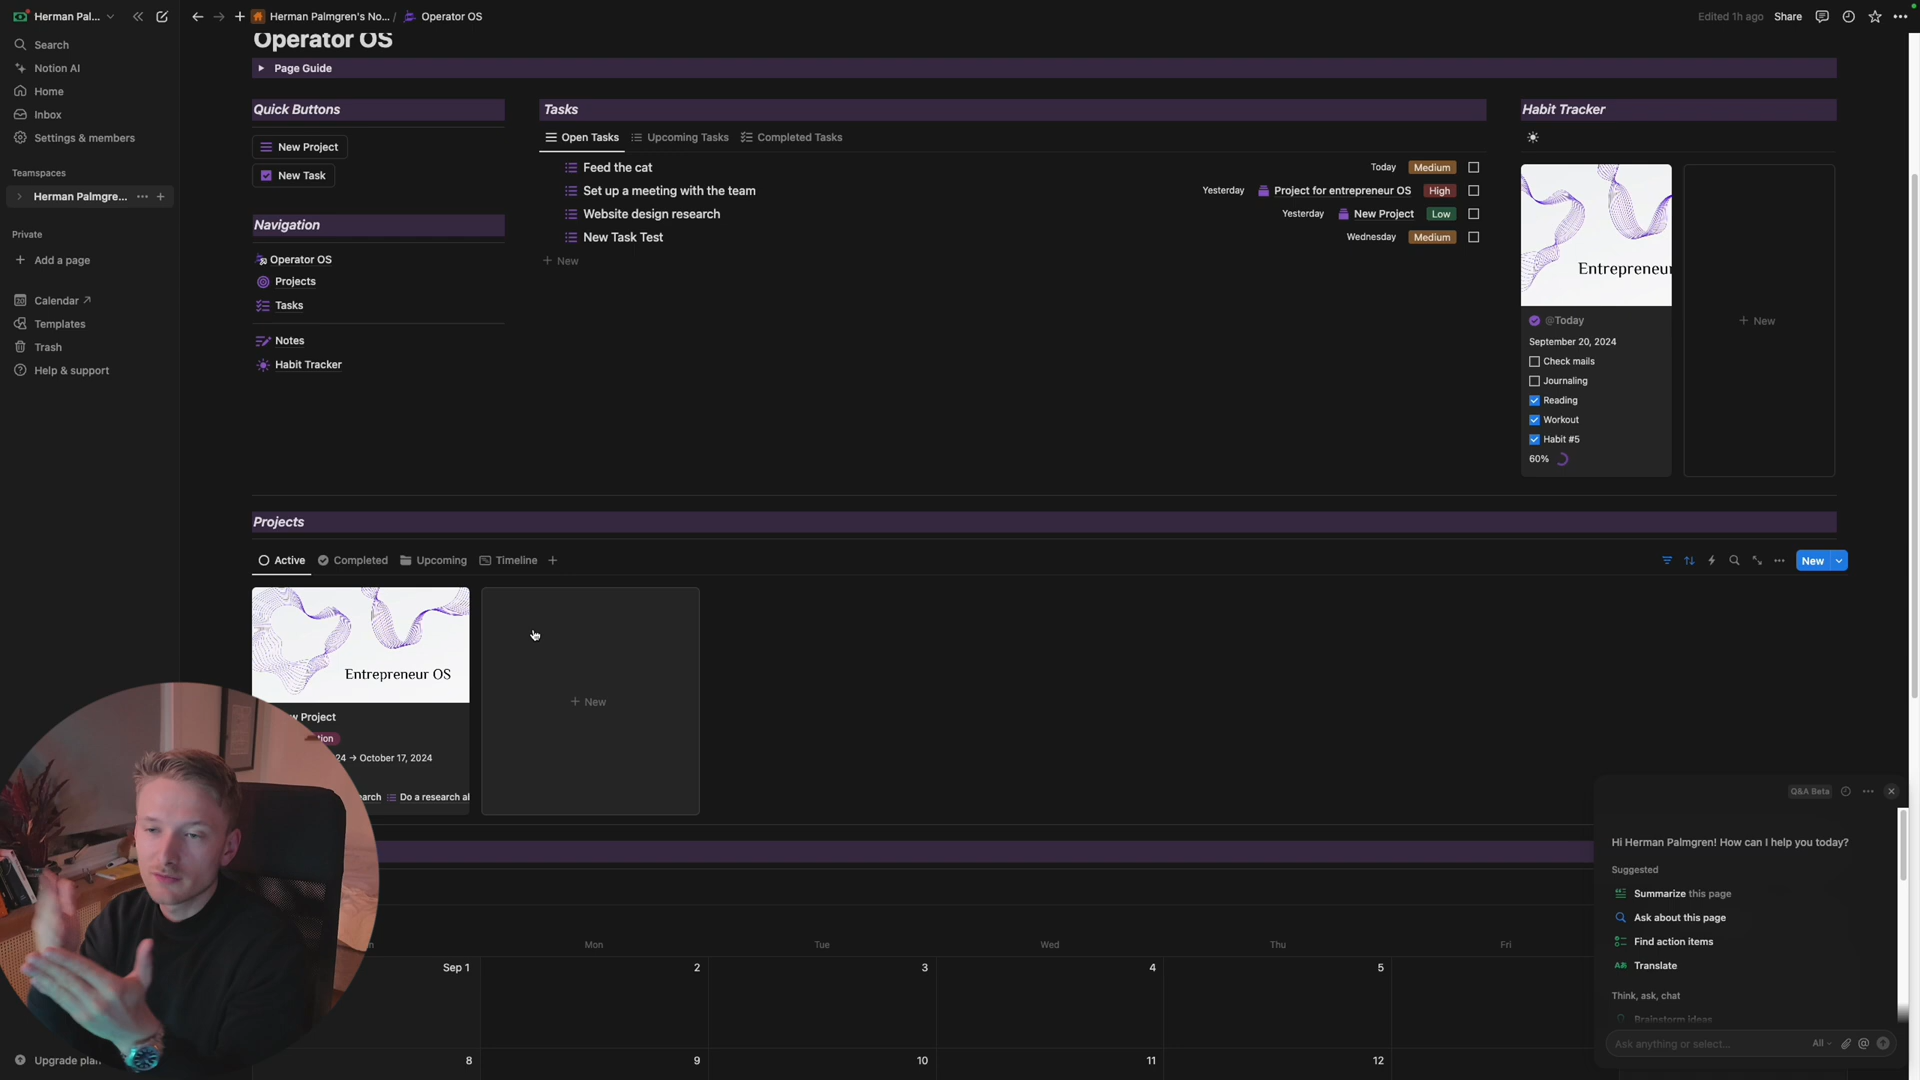 Herman Pal...
Herman Palmgren's No... / Operator OS
Edited 1h ago
Share
Search
Notion AI
Home
Inbox
Settings & members
Teamspaces
Herman Palmgre...
Private
Add a page
Calendar
Templates
Trash
Help & support
Upgrade plan
Operator OS
Page Guide
Quick Buttons
New Project
New Task
Navigation
Operator OS
Projects
Tasks
Notes
Habit Tracker
Tasks
Open Tasks Upcoming Tasks Completed Tasks
Feed the cat Today Medium
Set up a meeting with the team Yesterday Project for entrepreneur OS High
Website design research Yesterday New Project Low
New Task Test Wednesday Medium
+ New
Habit Tracker
Entrepreneur
@Today
September 20, 2024
Check mails
Journaling
Reading
Workout
Habit #5
60%
+ New
Projects
Active Completed Upcoming Timeline +
New
Entrepreneur OS
Project
24 → October 17, 2024
earch Do a research al
+ New
Mon Tue Wed Thu Fri
Sep 1 2 3 4 5
8 9 10 11 12
Q&A Beta
Hi Herman Palmgren! How can I help you today?
Suggested
Summarize this page
Ask about this page
Find action items
Translate
Think, ask, chat
Brainstorm ideas
Ask anything or select...
All